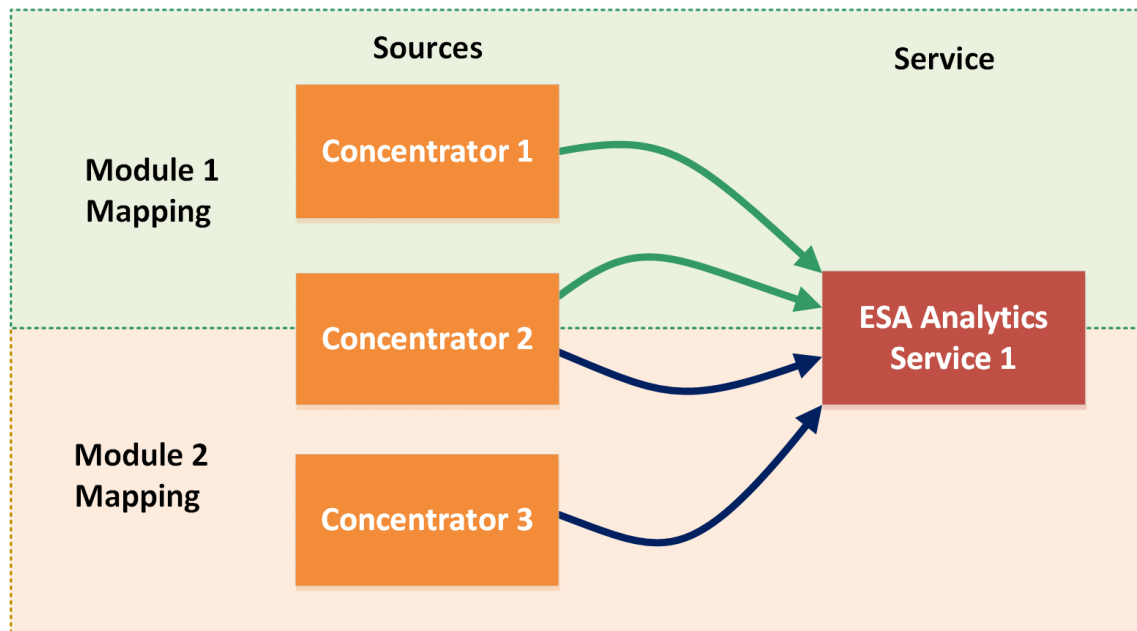 Sources
Service
Concentrator 1
Module 1
Mapping
Concentrator 2
ESA Analytics
Service 1
Module 2
Mapping
Concentrator 3